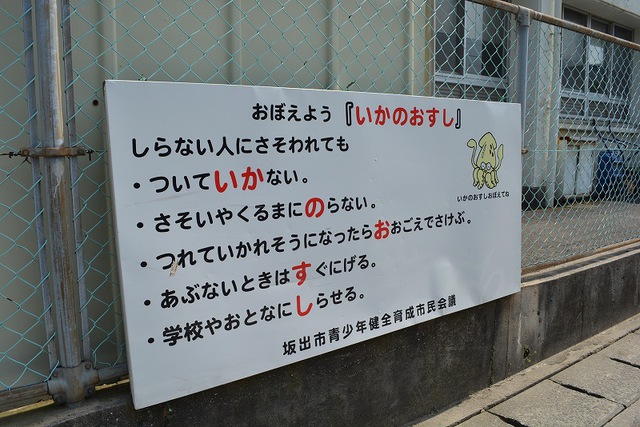 おぼえよう『いかのおすし』
しらない人にさそわれても
・ついていかない。
・さそいやくるまにのらない。
・つれていかれそうになったらおおごえでさけぶ。
・あぶないときはすぐにげる。
・学校やおとなにしらせる。
いかのおすしおぼえてね
坂出市青少年健全育成市民会議